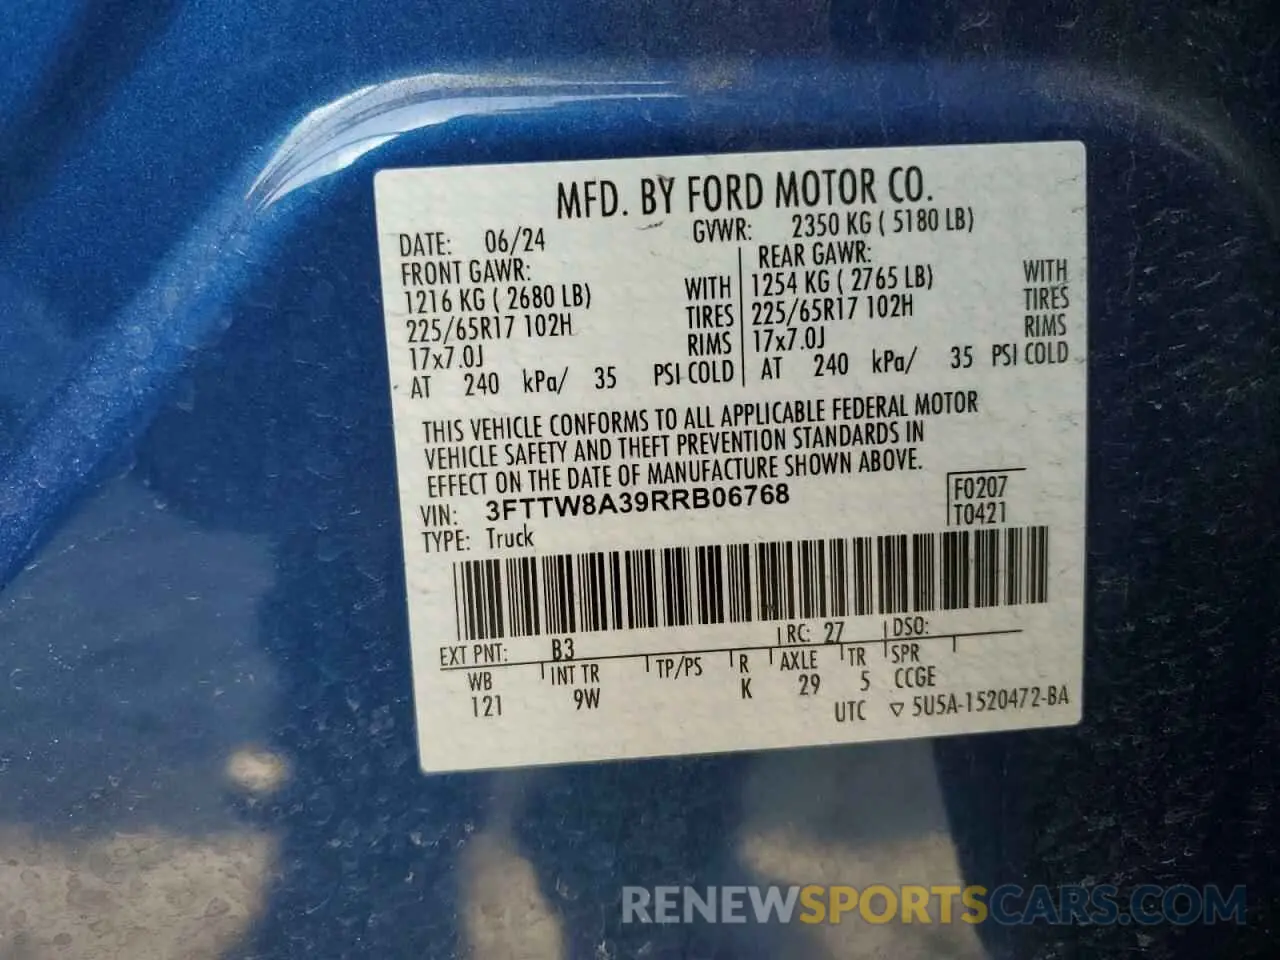 MFD. BY FORD MOTOR CO.
DATE: 06/24 GVWR: 2350 KG ( 5180 LB)
FRONT GAWR: REAR GAWR:
1216 KG ( 2680 LB) WITH 1254 KG ( 2765 LB) WITH
225/65R17 102H TIRES 225/65R17 102H TIRES
17x7.0J RIMS 17x7.0J RIMS
AT 240 kPa/ 35 PSI COLD AT 240 kPa/ 35 PSI COLD
THIS VEHICLE CONFORMS TO ALL APPLICABLE FEDERAL MOTOR
VEHICLE SAFETY AND THEFT PREVENTION STANDARDS IN
EFFECT ON THE DATE OF MANUFACTURE SHOWN ABOVE.
VIN: 3FTTW8A39RRB06768 F0207
TYPE: Truck T0421
EXT PNT: B3 RC: 27 DSO:
WB INT TR TP/PS R AXLE TR SPR
121 9W K 29 5 CCGE
UTC ▽ 5U5A-1520472-BA
RENEWSPORTSCARS.COM